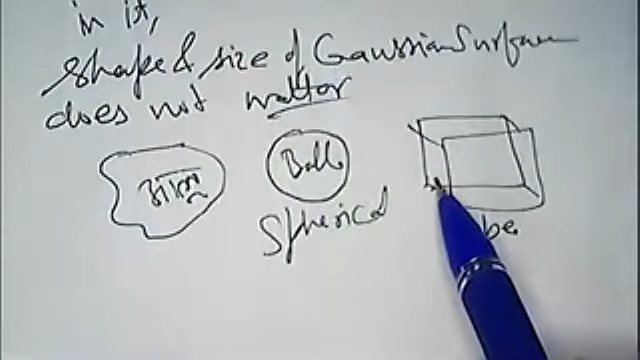 in it,
Shape & size of Gaussian Surface
does not matter
Ball
Spherical
be